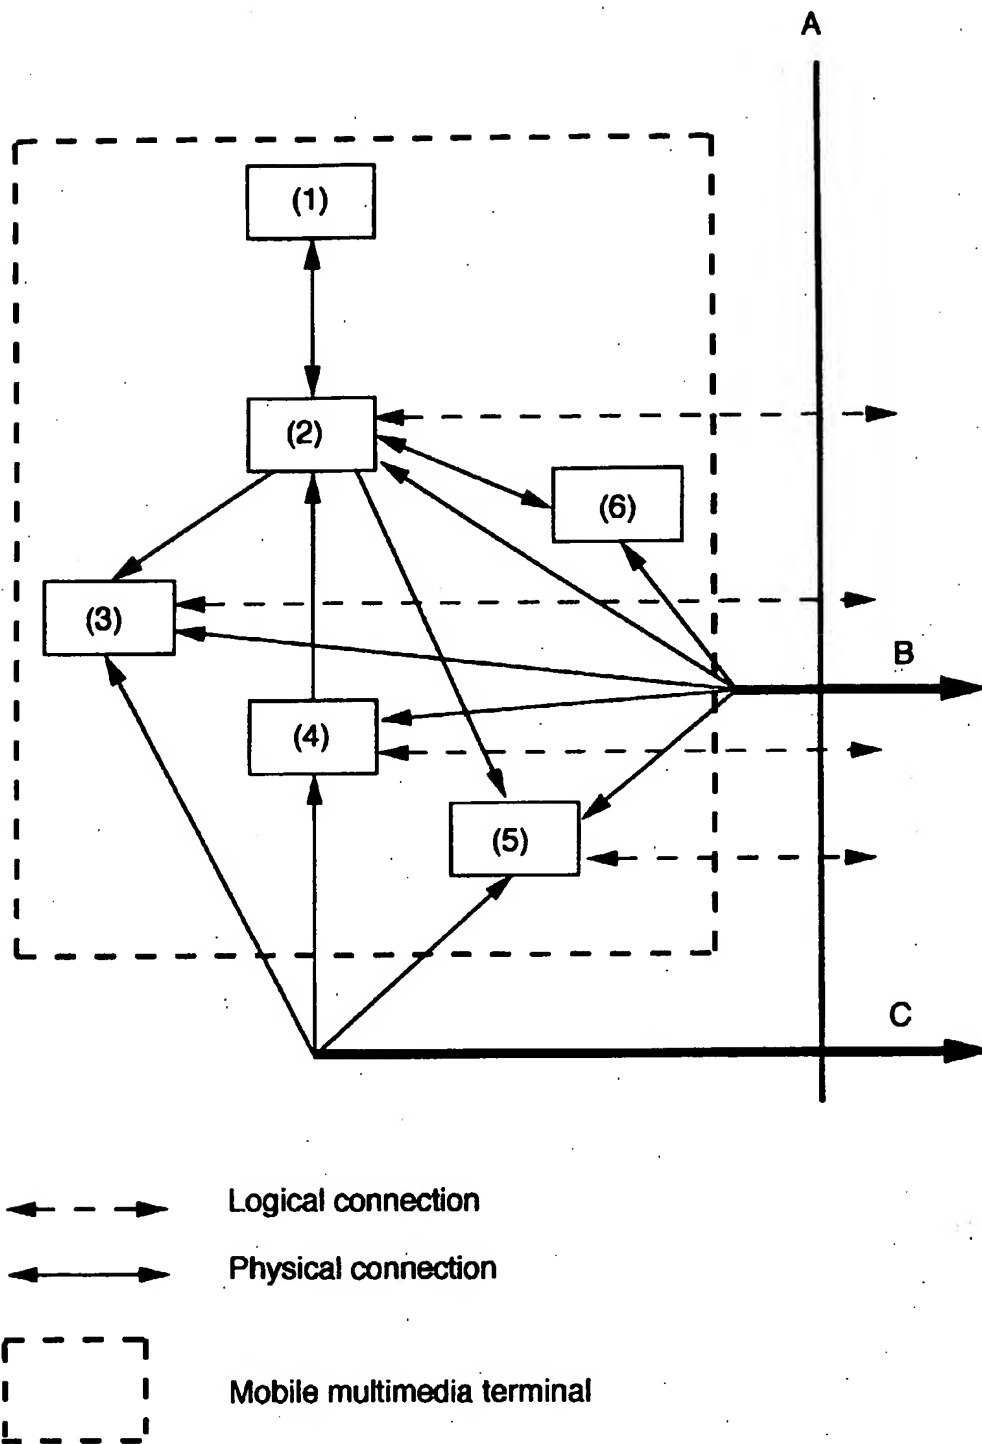 A
(1)
(2)
(6)
(3)
B
(4)
(5)
C
Logical connection
Physical connection
Mobile multimedia terminal